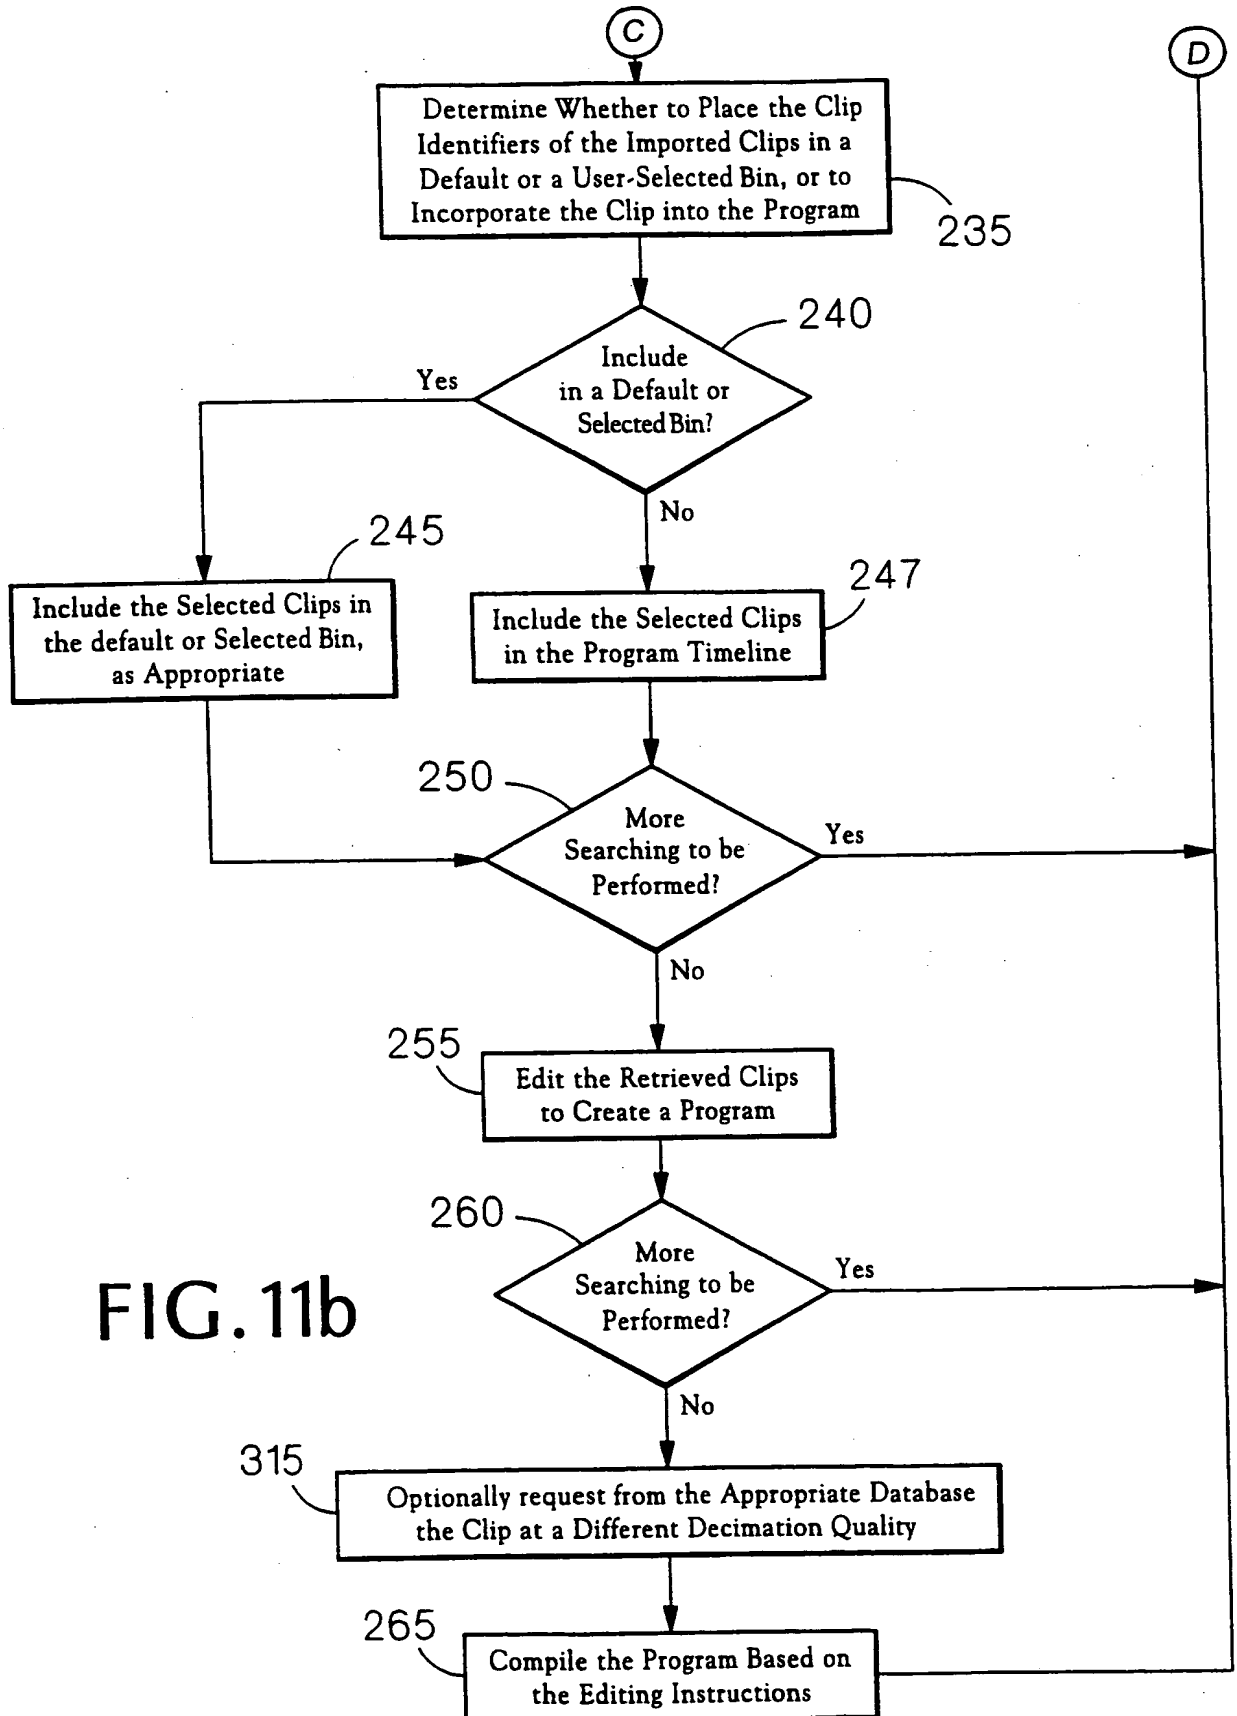 C
D
Determine Whether to Place the Clip
Identifiers of the Imported Clips in a
Default or a User-Selected Bin, or to
Incorporate the Clip into the Program
235
240
Include
in a Default or
Selected Bin?
Yes
No
245
Include the Selected Clips in
the default or Selected Bin,
as Appropriate
247
Include the Selected Clips
in the Program Timeline
250
More
Searching to be
Performed?
Yes
No
255
Edit the Retrieved Clips
to Create a Program
260
More
Searching to be
Performed?
Yes
No
FIG. 11b
315
Optionally request from the Appropriate Database
the Clip at a Different Decimation Quality
265
Compile the Program Based on
the Editing Instructions